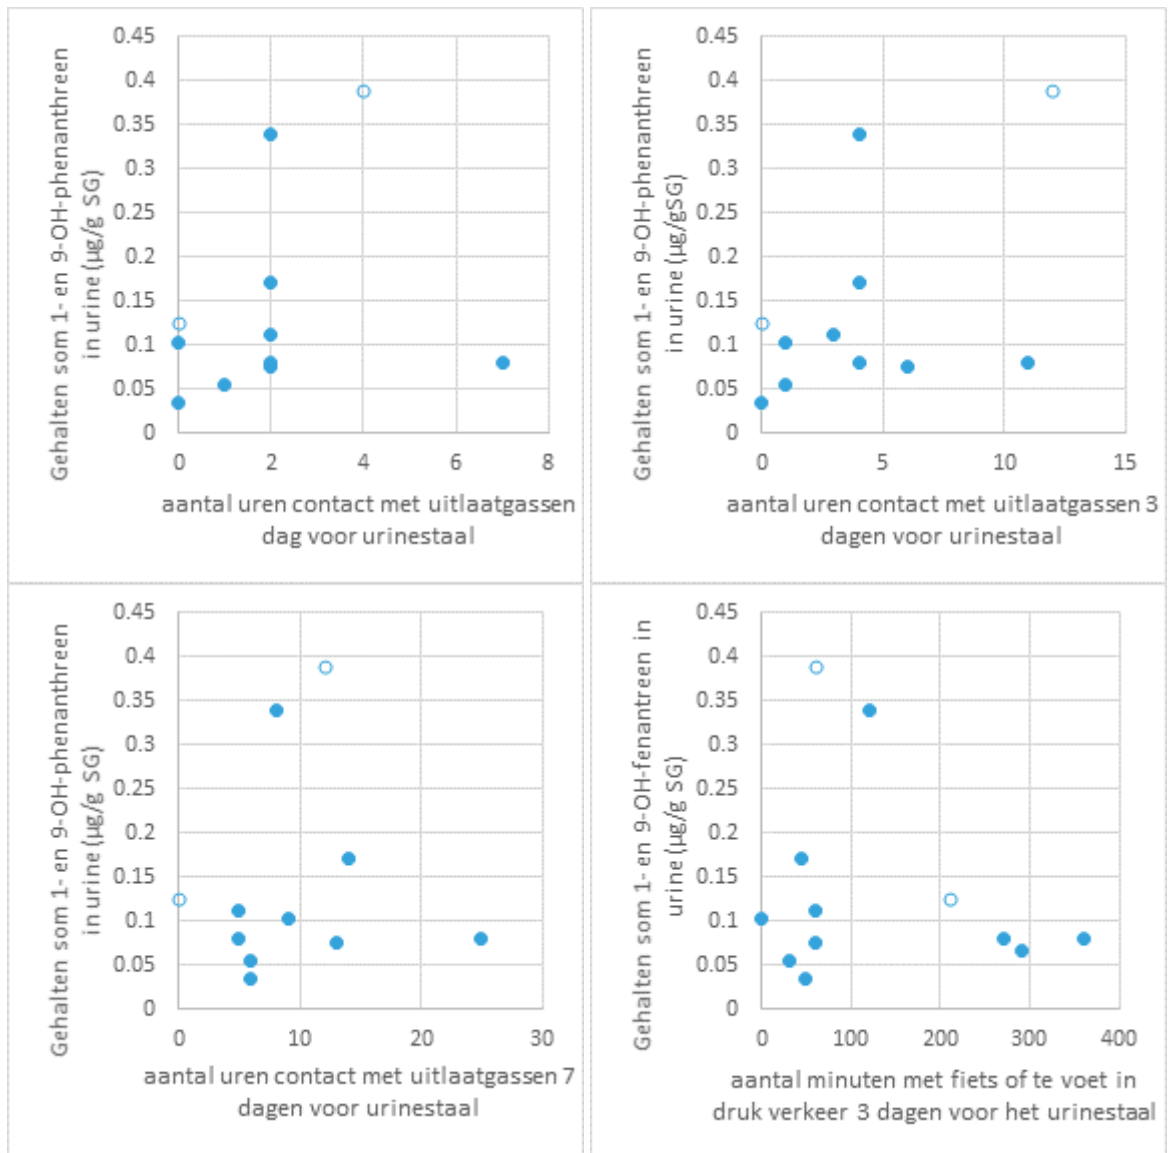 Gehalten som 1- en 9-OH-phenanthreen
in urine (µg/g SG)
0.45
0.4
0.35
0.3
0.25
0.2
0.15
0.1
0.05
0
0 2 4 6 8
aantal uren contact met uitlaatgassen
dag voor urinestaal
Gehalten som 1- en 9-OH-phenanthreen
in urine (µg/gSG)
0.45
0.4
0.35
0.3
0.25
0.2
0.15
0.1
0.05
0
0 5 10 15
aantal uren contact met uitlaatgassen 3
dagen voor urinestaal
Gehalten som 1- en 9-OH-phenanthreen
in urine (µg/g SG)
0.45
0.4
0.35
0.3
0.25
0.2
0.15
0.1
0.05
0
0 10 20 30
aantal uren contact met uitlaatgassen 7
dagen voor urinestaal
Gehalten som 1- en 9-OH-fenantreen in
urine (µg/g SG)
0.45
0.4
0.35
0.3
0.25
0.2
0.15
0.1
0.05
0
0 100 200 300 400
aantal minuten met fiets of te voet in
druk verkeer 3 dagen voor het urinestaal